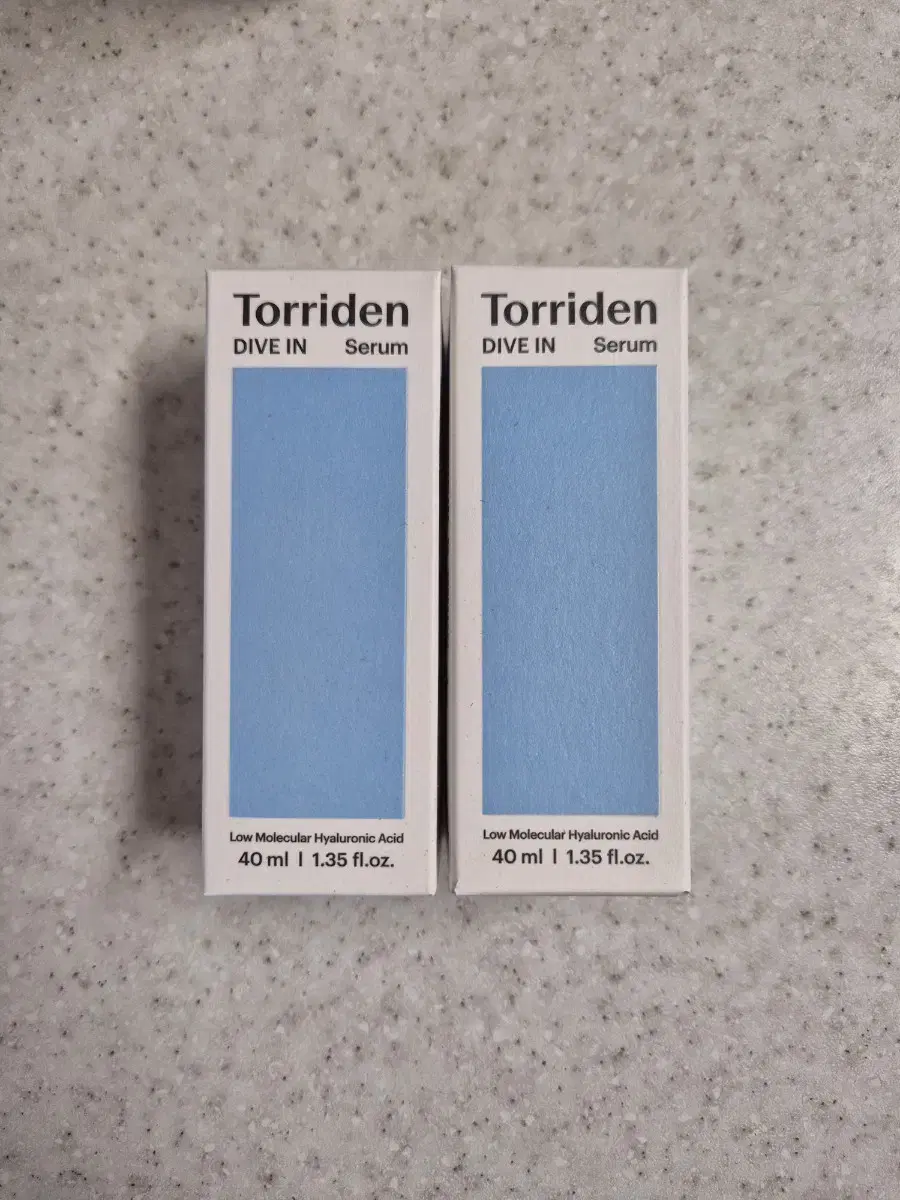 Torriden
DIVE IN Serum
Low Molecular Hyaluronic Acid
40 ml | 1.35 fl.oz.
Torriden
DIVE IN Serum
Low Molecular Hyaluronic Acid
40 ml | 1.35 fl.oz.